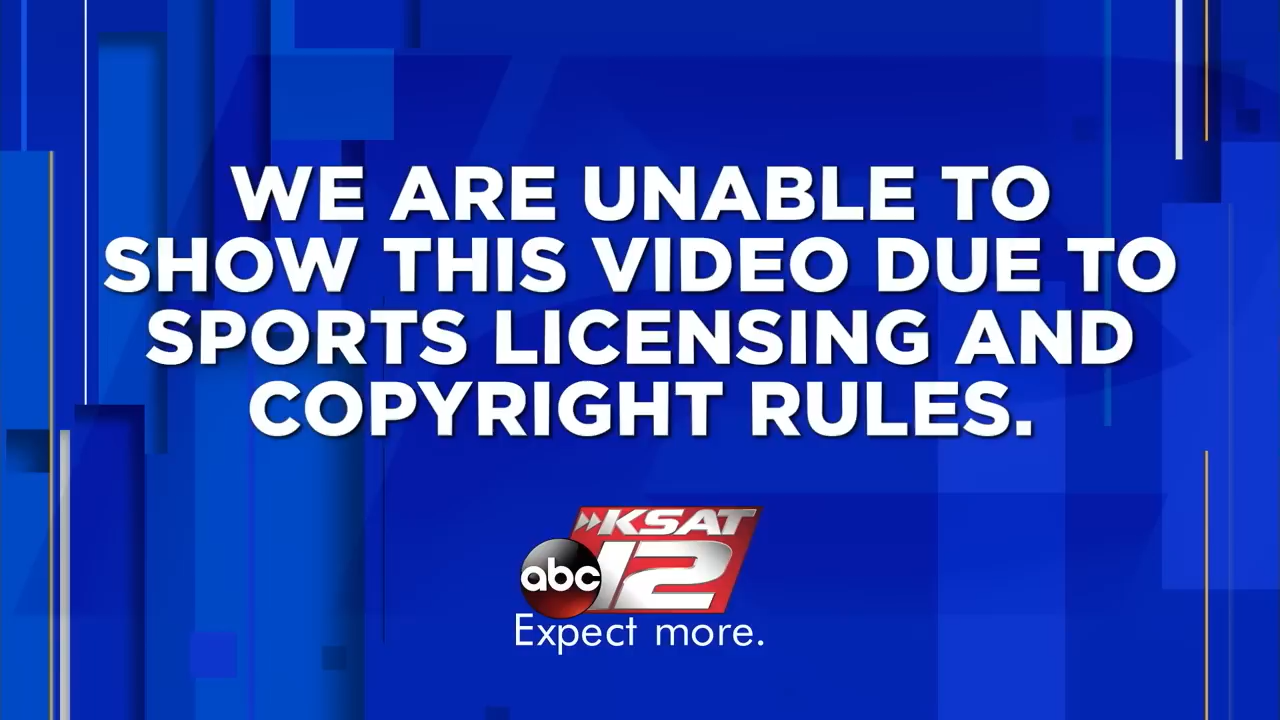 WE ARE UNABLE TO
SHOW THIS VIDEO DUE TO
SPORTS LICENSING AND
COPYRIGHT RULES.
KSAT
abc 12
Expect more.